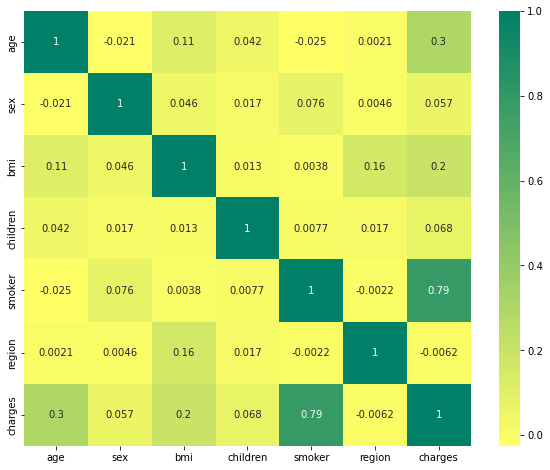 age 1 -0.021 0.11 0.042 -0.025 0.0021 0.3
sex -0.021 1 0.046 0.017 0.076 0.0046 0.057
bmi 0.11 0.046 1 0.013 0.0038 0.16 0.2
children 0.042 0.017 0.013 1 0.0077 0.017 0.068
smoker -0.025 0.076 0.0038 0.0077 1 -0.0022 0.79
region 0.0021 0.0046 0.16 0.017 -0.0022 1 -0.0062
charges 0.3 0.057 0.2 0.068 0.79 -0.0062 1
age sex bmi children smoker region charges
1.0
0.8
0.6
0.4
0.2
0.0